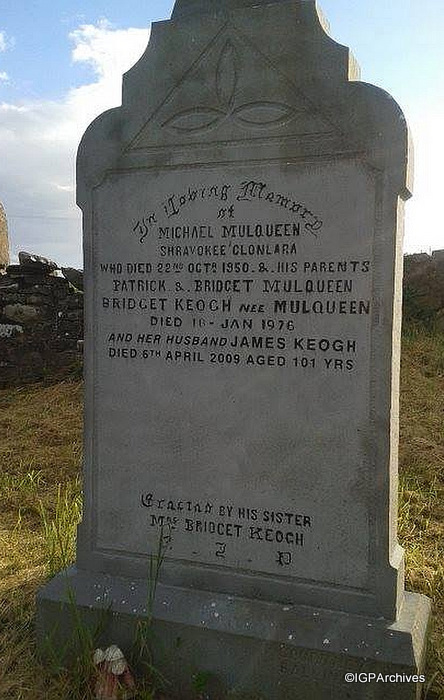 In Loving Memory
of
MICHAEL MULQUEEN
SHRAVOKEE CLONLARA
WHO DIED 22ND OCTR 1950. & HIS PARENTS
PATRICK & BRIDGET MULQUEEN
BRIDGET KEOGH NEE MULQUEEN
DIED 16 - JAN 1976
AND HER HUSBAND JAMES KEOGH
DIED 6TH APRIL 2009 AGED 101 YRS
Erected BY HIS SISTER
MRS BRIDGET KEOGH
R - I - P
©IGPArchives